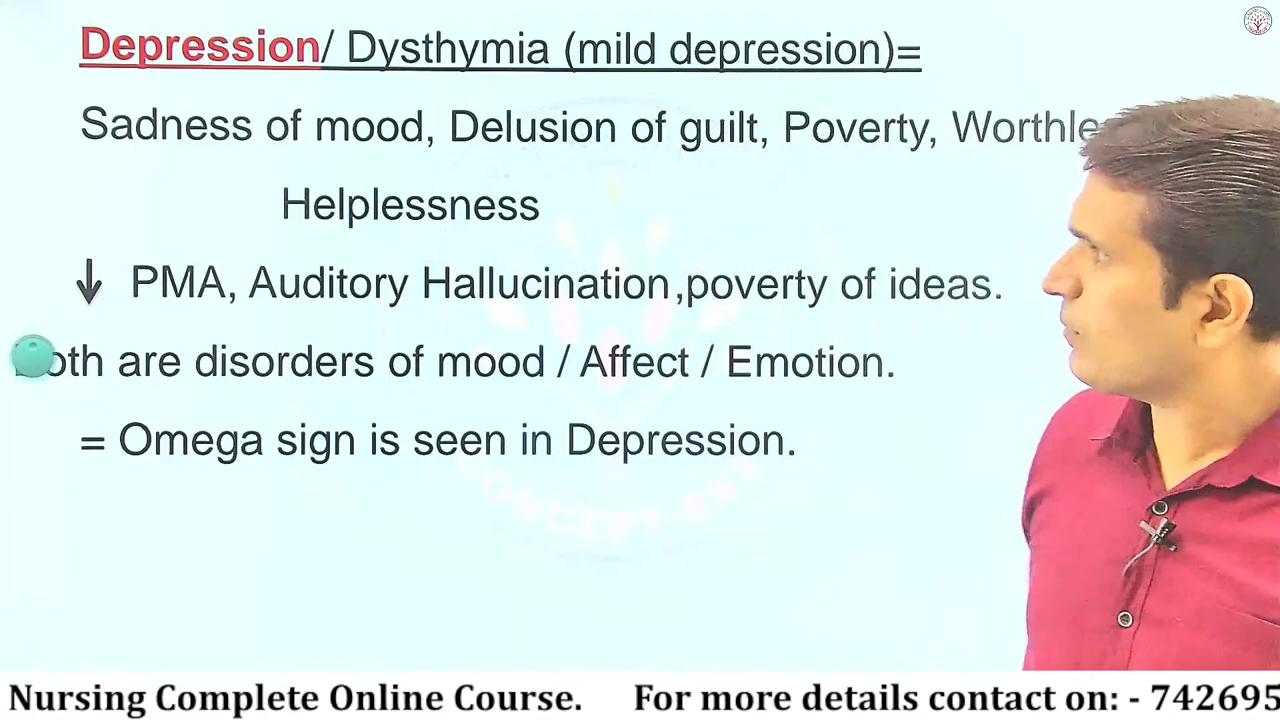 Depression/ Dysthymia (mild depression)=
Sadness of mood, Delusion of guilt, Poverty,
Helplessness
↓ PMA, Auditory Hallucination,poverty of ideas.
are disorders of mood / Affect / Emotion.
= Omega sign is seen in Depression.
Nursing Complete Online Course. For more details contact on: - 742695